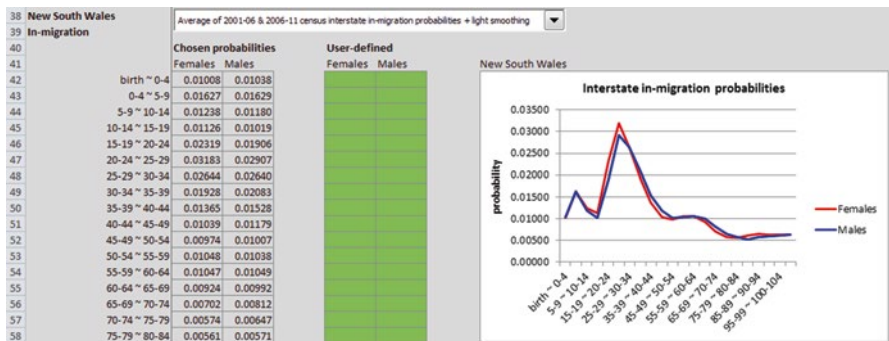 38 New South Wales Average of 2001-06 & 2006-11 census interstate in-migration probabilities + light smoothing
39 In-migration
40 Chosen probabilities User-defined
41 Females Males Females Males New South Wales
42 birth ~ 0-4 0.01008 0.01038
43 0-4 ~ 5-9 0.01627 0.01629
44 5-9 ~ 10-14 0.01238 0.01180
45 10-14 ~ 15-19 0.01126 0.01019
46 15-19 ~ 20-24 0.02319 0.01906
47 20-24 ~ 25-29 0.03183 0.02907
48 25-29 ~ 30-34 0.02644 0.02640
49 30-34 ~ 35-39 0.01928 0.02083
50 35-39 ~ 40-44 0.01365 0.01528
51 40-44 ~ 45-49 0.01039 0.01179
52 45-49 ~ 50-54 0.00974 0.01007
53 50-54 ~ 55-59 0.01048 0.01038
54 55-59 ~ 60-64 0.01047 0.01049
55 60-64 ~ 65-69 0.00924 0.00992
56 65-69 ~ 70-74 0.00702 0.00812
57 70-74 ~ 75-79 0.00574 0.00647
58 75-79 ~ 80-84 0.00561 0.00571
Interstate in-migration probabilities
probability
0.03500
0.03000
0.02500
0.02000
0.01500
0.01000
0.00500
0.00000
birth ~ 0-4
5-9 ~ 10-14
15-19 ~ 20-24
25-29 ~ 30-34
35-39 ~ 40-44
45-49 ~ 50-54
55-59 ~ 60-64
65-69 ~ 70-74
75-79 ~ 80-84
85-89 ~ 90-94
95-99 ~ 100-104
Females
Males